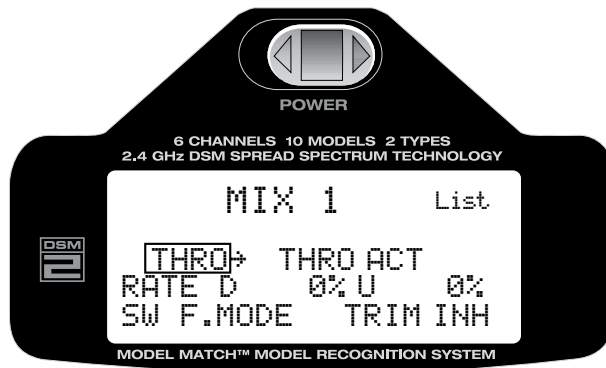 POWER
6 CHANNELS 10 MODELS 2 TYPES
2.4 GHz DSM SPREAD SPECTRUM TECHNOLOGY
MIX 1 List
DSM
2
THRO→ THRO ACT
RATE D 0% U 0%
SW F.MODE TRIM INH
MODEL MATCH™ MODEL RECOGNITION SYSTEM